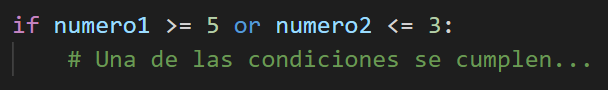 if numero1 >= 5 or numero2 <= 3:
# Una de las condiciones se cumplen...